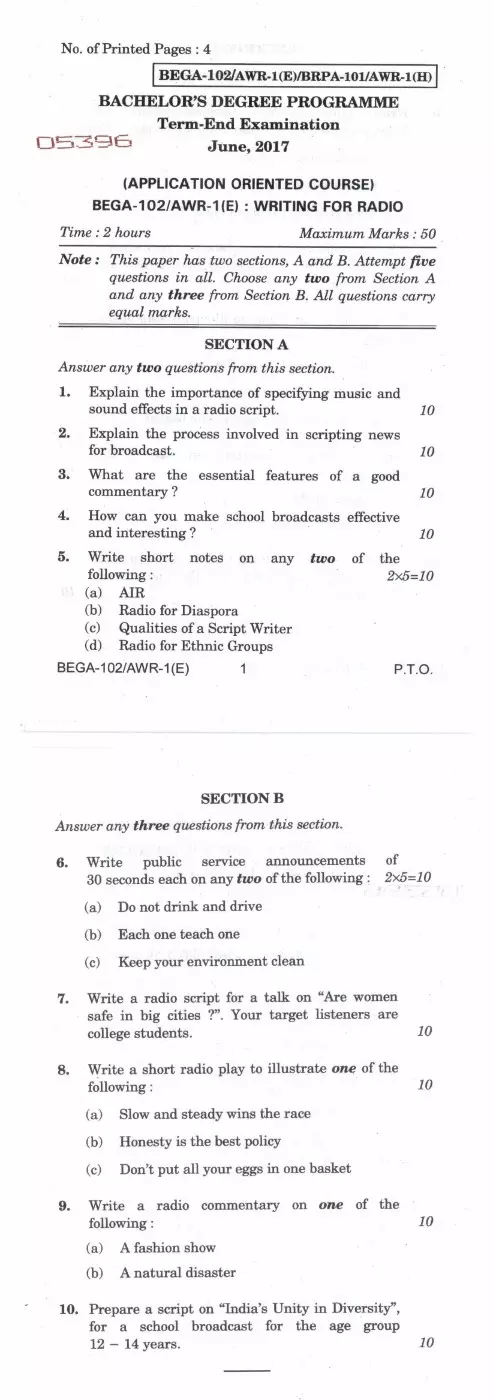 No. of Printed Pages : 4
BEGA-102/AWR-1(E)/BRPA-101/AWR-1(H)
BACHELOR'S DEGREE PROGRAMME
Term-End Examination
05396
June, 2017
(APPLICATION ORIENTED COURSE)
BEGA-102/AWR-1(E) : WRITING FOR RADIO
Time : 2 hours Maximum Marks : 50
Note : This paper has two sections, A and B. Attempt five
questions in all. Choose any two from Section A
and any three from Section B. All questions carry
equal marks.
SECTION A
Answer any two questions from this section.
1. Explain the importance of specifying music and
sound effects in a radio script. 10
2. Explain the process involved in scripting news
for broadcast. 10
3. What are the essential features of a good
commentary ? 10
4. How can you make school broadcasts effective
and interesting ? 10
5. Write short notes on any two of the
following : 2×5=10
(a) AIR
(b) Radio for Diaspora
(c) Qualities of a Script Writer
(d) Radio for Ethnic Groups
BEGA-102/AWR-1(E) 1 P.T.O.
SECTION B
Answer any three questions from this section.
6. Write public service announcements of
30 seconds each on any two of the following : 2×5=10
(a) Do not drink and drive
(b) Each one teach one
(c) Keep your environment clean
7. Write a radio script for a talk on "Are women
safe in big cities ?". Your target listeners are
college students. 10
8. Write a short radio play to illustrate one of the
following : 10
(a) Slow and steady wins the race
(b) Honesty is the best policy
(c) Don't put all your eggs in one basket
9. Write a radio commentary on one of the
following : 10
(a) A fashion show
(b) A natural disaster
10. Prepare a script on "India's Unity in Diversity",
for a school broadcast for the age group
12 – 14 years. 10